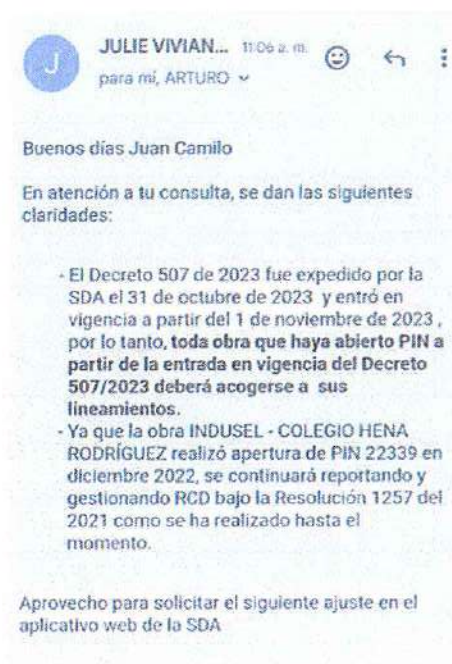 J
JULIE VIVIAN... 11:06 a. m.
para mí, ARTURO
Buenos días Juan Camilo
En atención a tu consulta, se dan las siguientes
claridades:
- El Decreto 507 de 2023 fue expedido por la
SDA el 31 de octubre de 2023 y entró en
vigencia a partir del 1 de noviembre de 2023 ,
por lo tanto, toda obra que haya abierto PIN a
partir de la entrada en vigencia del Decreto
507/2023 deberá acogerse a sus
lineamientos.
- Ya que la obra INDUSEL - COLEGIO HENA
RODRÍGUEZ realizó apertura de PIN 22339 en
diciembre 2022, se continuará reportando y
gestionando RCD bajo la Resolución 1257 del
2021 como se ha realizado hasta el
momento.
Aprovecho para solicitar el siguiente ajuste en el
aplicativo web de la SDA